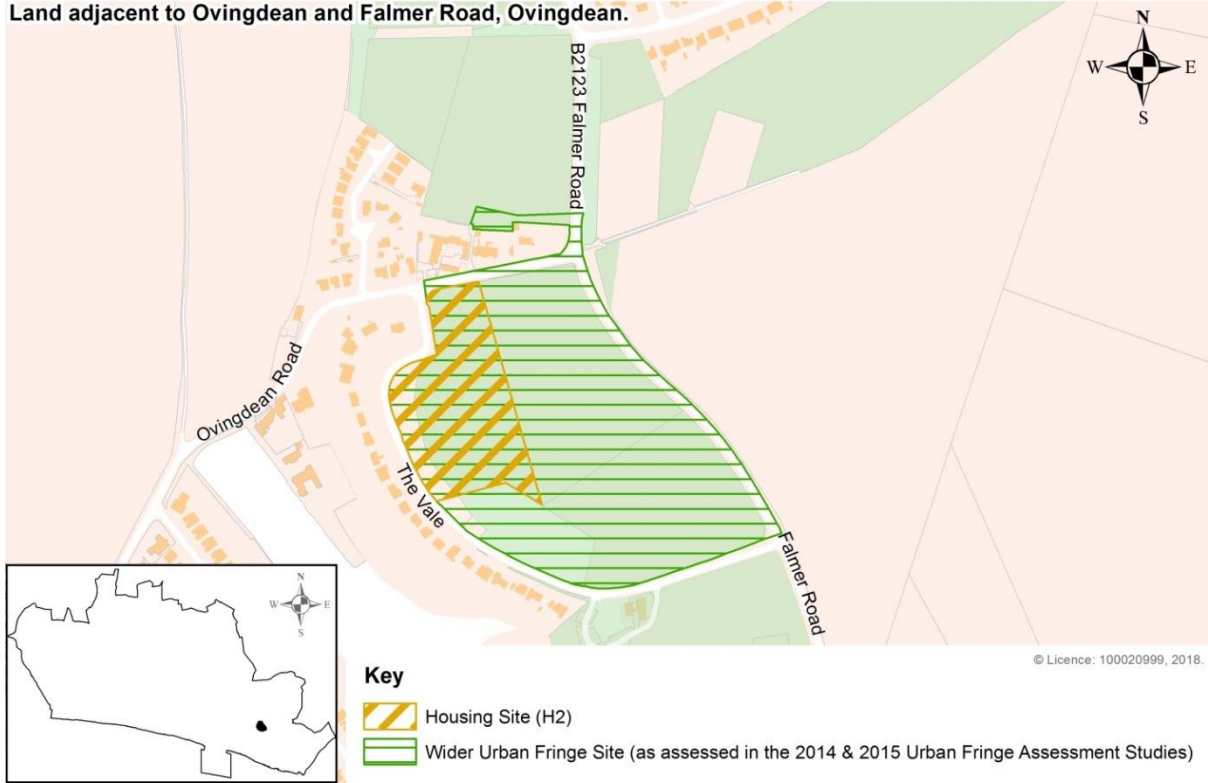 Land adjacent to Ovingdean and Falmer Road, Ovingdean.
N
W E
S
B2123 Falmer Road
Ovingdean Road
The Vale
Falmer Road
N
W E
S
© Licence: 100020999, 2018.
Key
Housing Site (H2)
Wider Urban Fringe Site (as assessed in the 2014 & 2015 Urban Fringe Assessment Studies)